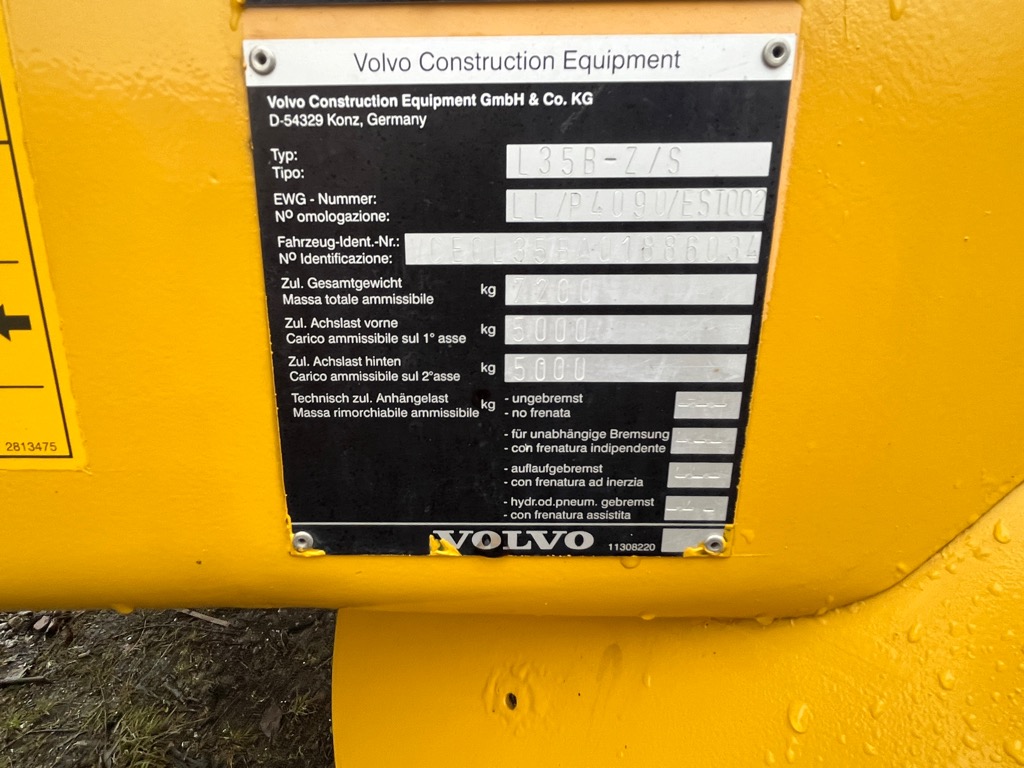 Volvo Construction Equipment
Volvo Construction Equipment GmbH & Co. KG
D-54329 Konz, Germany
Typ:
Tipo:
L35B-Z/S
EWG - Nummer:
Nº omologazione:
Fahrzeug-Ident.-Nr.:
Nº Identificazione:
Zul. Gesamtgewicht
Massa totale ammissibile
kg
7200
Zul. Achslast vorne
Carico ammissibile sul 1° asse
kg
5000
Zul. Achslast hinten
Carico ammissibile sul 2°asse
kg
5000
Technisch zul. Anhängelast
Massa rimorchiabile ammissibile
kg
- ungebremst
- no frenata
---
- für unabhängige Bremsung
- con frenatura indipendente
---
- auflaufgebremst
- con frenatura ad inerzia
---
- hydr.od.pneum. gebremst
- con frenatura assistita
VOLVO
11308220
2813475